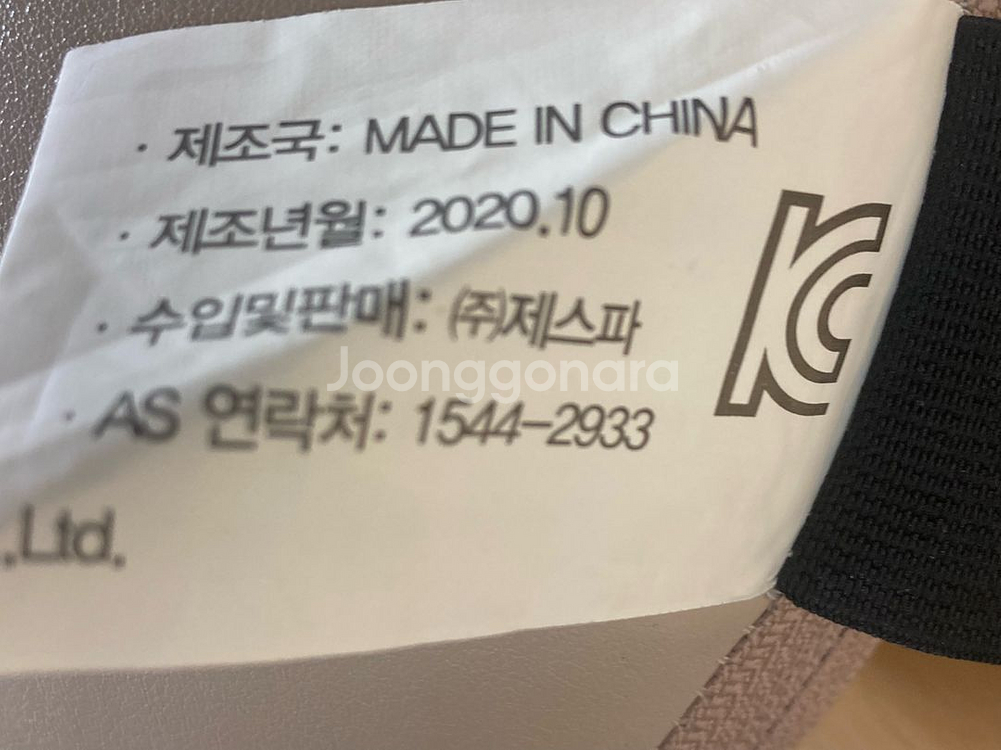 · 제조국: MADE IN CHINA
· 제조년월: 2020.10
· 수입및판매: (주)제스파
Joonggonara
· AS 연락처: 1544-2933
,Ltd.